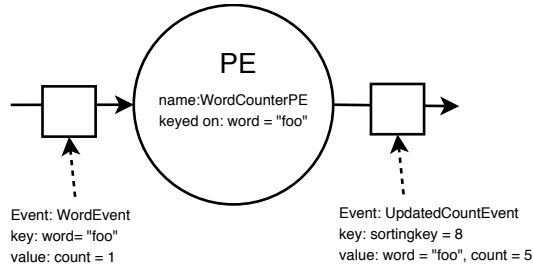 PE
name:WordCounterPE
keyed on: word = "foo"
Event: WordEvent
key: word= "foo"
value: count = 1
Event: UpdatedCountEvent
key: sortingkey = 8
value: word = "foo", count = 5